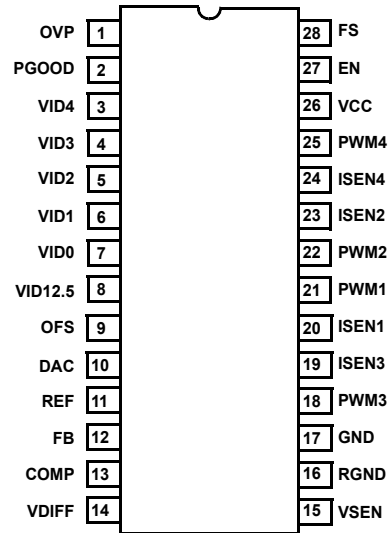 OVP 1 28 FS
PGOOD 2 27 EN
VID4 3 26 VCC
VID3 4 25 PWM4
VID2 5 24 ISEN4
VID1 6 23 ISEN2
VID0 7 22 PWM2
VID12.5 8 21 PWM1
OFS 9 20 ISEN1
DAC 10 19 ISEN3
REF 11 18 PWM3
FB 12 17 GND
COMP 13 16 RGND
VDIFF 14 15 VSEN